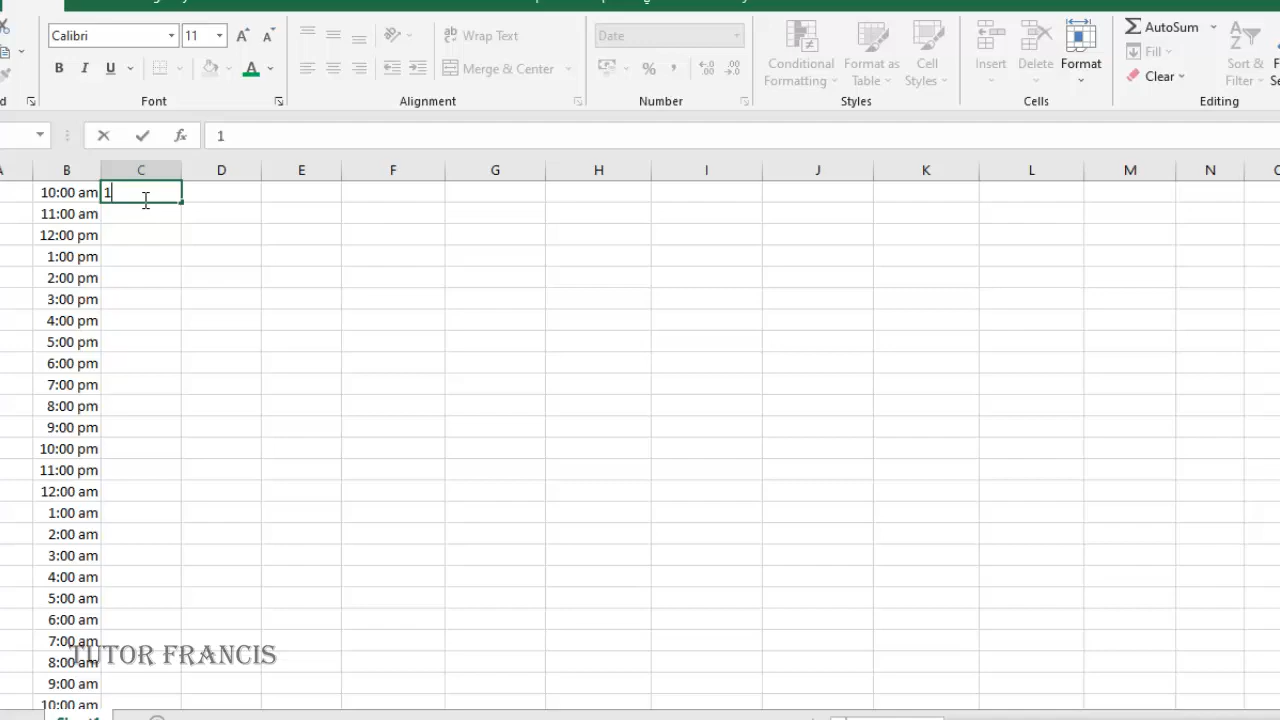 Calibri 11 Wrap Text Date AutoSum
Fill
B I U A Merge & Center % , Conditional Formatting Format as Table Cell Styles Insert Delete Format Clear Sort & Filter
Font Alignment Number Styles Cells Editing
fx 1
B C D E F G H I J K L M N
10:00 am 1
11:00 am
12:00 pm
1:00 pm
2:00 pm
3:00 pm
4:00 pm
5:00 pm
6:00 pm
7:00 pm
8:00 pm
9:00 pm
10:00 pm
11:00 pm
12:00 am
1:00 am
2:00 am
3:00 am
4:00 am
5:00 am
6:00 am
7:00 am
TUTOR FRANCIS
8:00 am
9:00 am
10:00 am
Sheet1